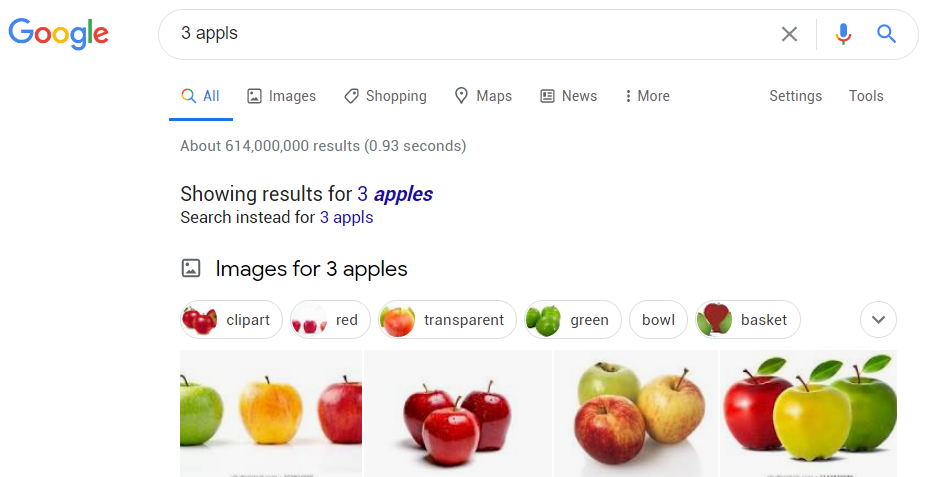 Google
3 appls
All Images Shopping Maps News More Settings Tools
About 614,000,000 results (0.93 seconds)
Showing results for 3 apples
Search instead for 3 appls
Images for 3 apples
clipart red transparent green bowl basket